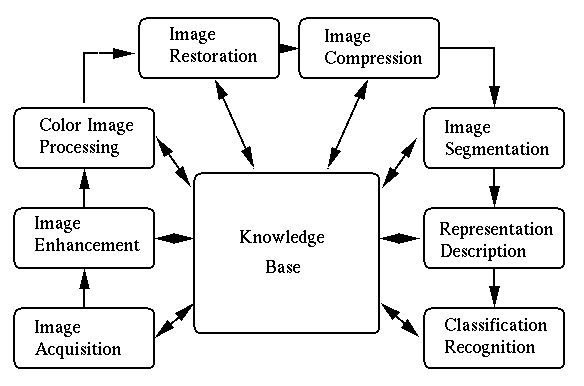 Image
Restoration
Image
Compression
Color Image
Processing
Image
Segmentation
Image
Enhancement
Knowledge
Base
Representation
Description
Image
Acquisition
Classification
Recognition